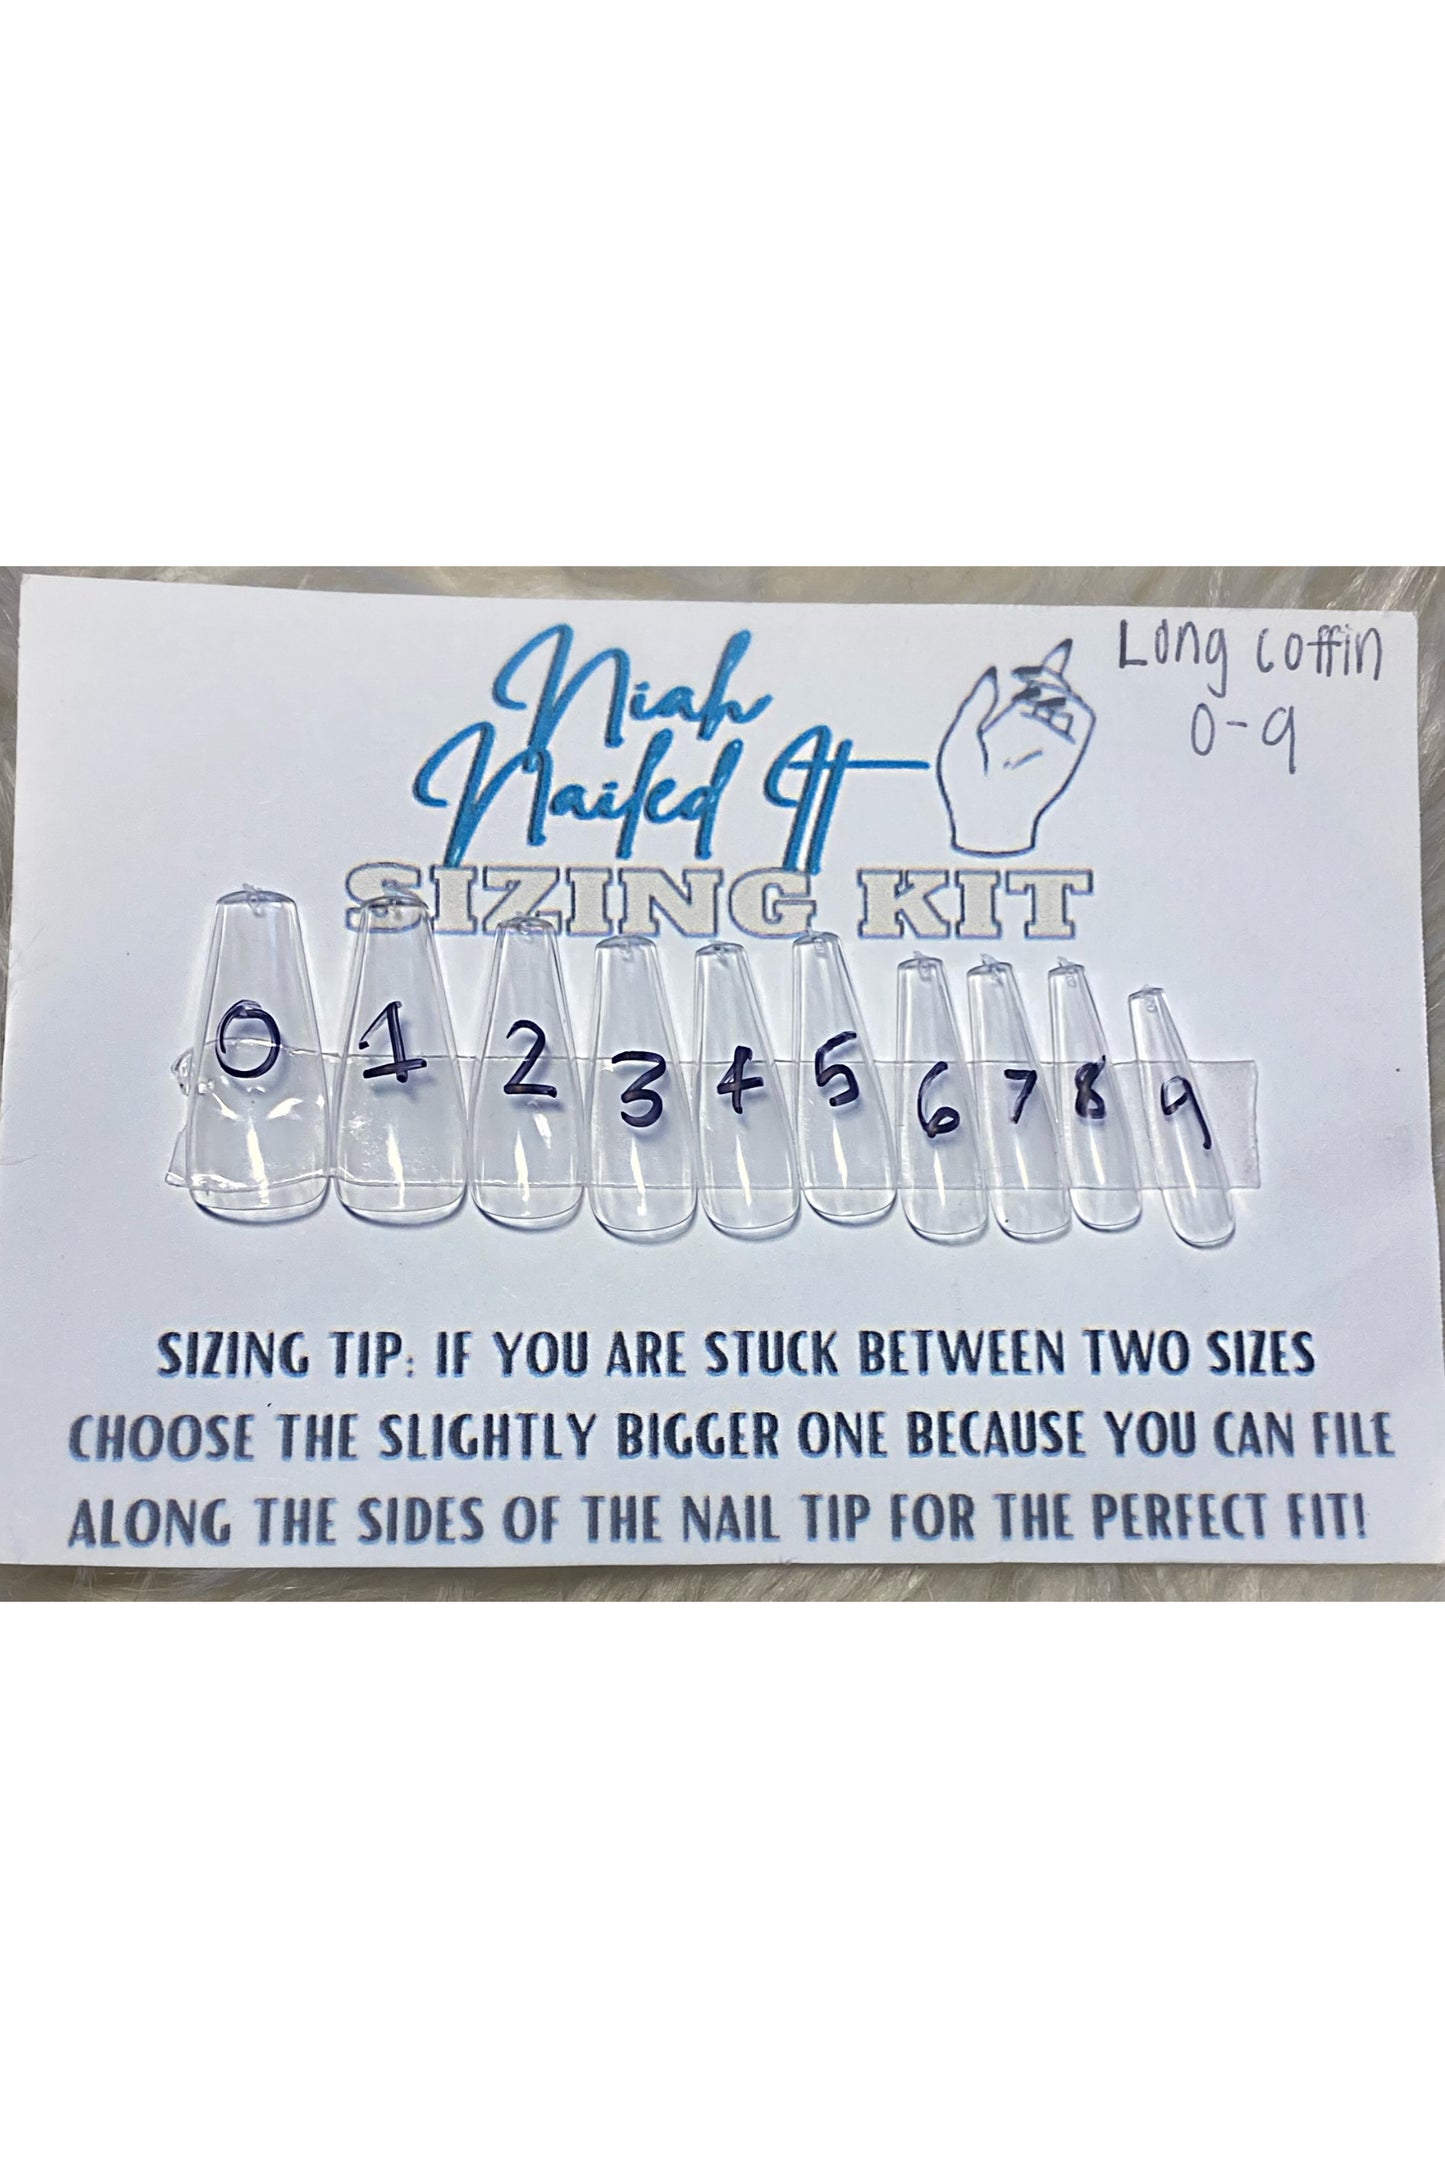 Niah
Nailed It
Long coffin
0-9
SIZING KIT
0 1 2 3 4 5 6 7 8 9
SIZING TIP: IF YOU ARE STUCK BETWEEN TWO SIZES
CHOOSE THE SLIGHTLY BIGGER ONE BECAUSE YOU CAN FILE
ALONG THE SIDES OF THE NAIL TIP FOR THE PERFECT FIT!